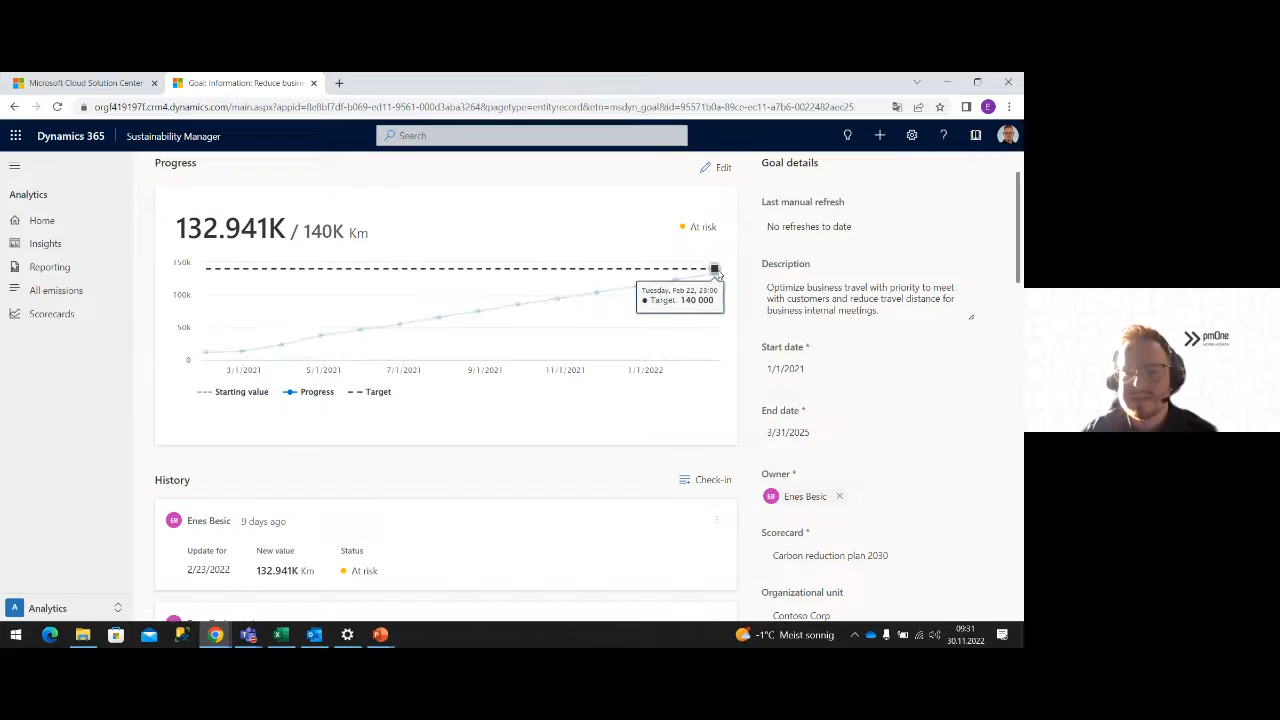 Microsoft Cloud Solution Center
Goal: Information: Reduce busin
orgf419197f.crm4.dynamics.com/main.aspx?appid=8e8bf7df-b069-ed11-9561-000d3aba3264&pagetype=entityrecord&etn=msdyn_goal&id=95571b0a-89ce-ec11-a7b6-0022482aec25
E
Dynamics 365
Sustainability Manager
Search
Analytics
Home
Insights
Reporting
All emissions
Scorecards
A Analytics
Progress
Edit
132.941K / 140K Km
At risk
150k
100k
50k
0
Tuesday, Feb 22, 23:00
Target: 140 000
3/1/2021 5/1/2021 7/1/2021 9/1/2021 11/1/2021 1/1/2022
Starting value Progress Target
History
Check-in
EB Enes Besic 9 days ago
Update for New value Status
2/23/2022 132.941K Km At risk
Goal details
Last manual refresh
No refreshes to date
Description
Optimize business travel with priority to meet
with customers and reduce travel distance for
business internal meetings.
Start date *
1/1/2021
End date *
3/31/2025
Owner *
EB Enes Besic
Scorecard *
Carbon reduction plan 2030
Organizational unit
Contoso Corp
-1°C Meist sonnig
09:31
30.11.2022
pmOne
HOME of DATA